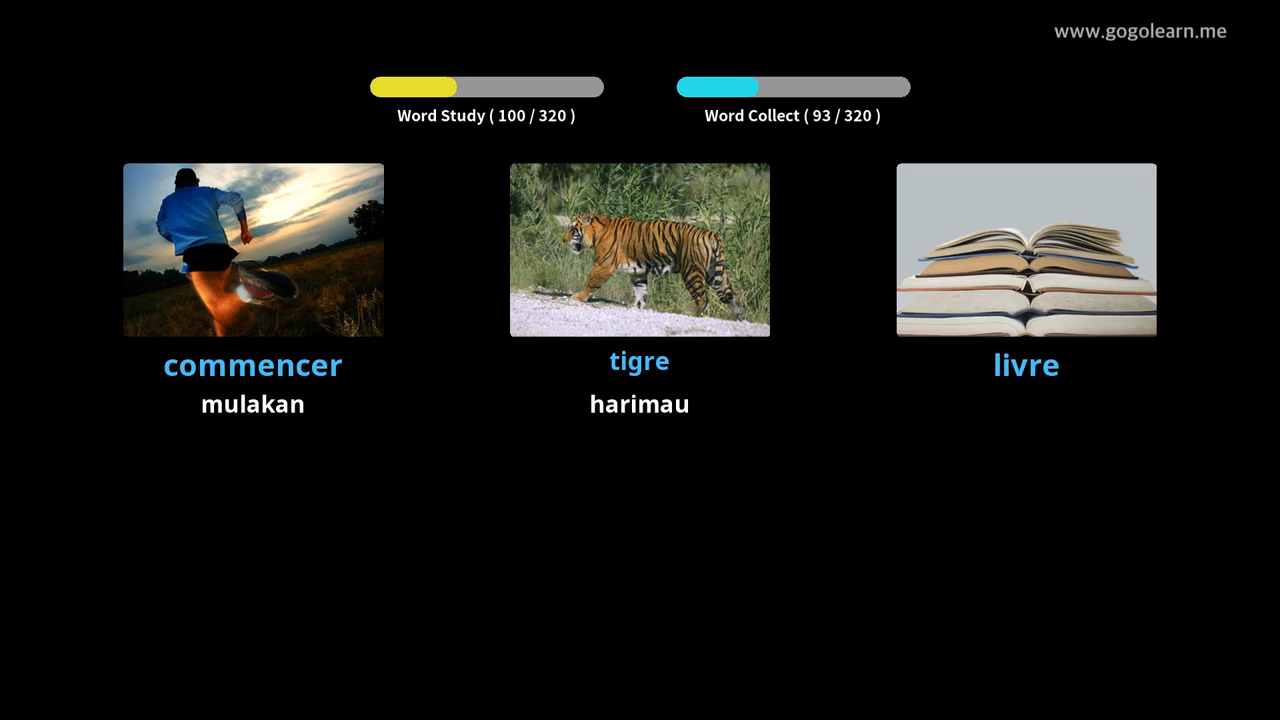 www.gogolearn.me
Word Study ( 100 / 320 )
Word Collect ( 93 / 320 )
commencer
mulakan
tigre
harimau
livre